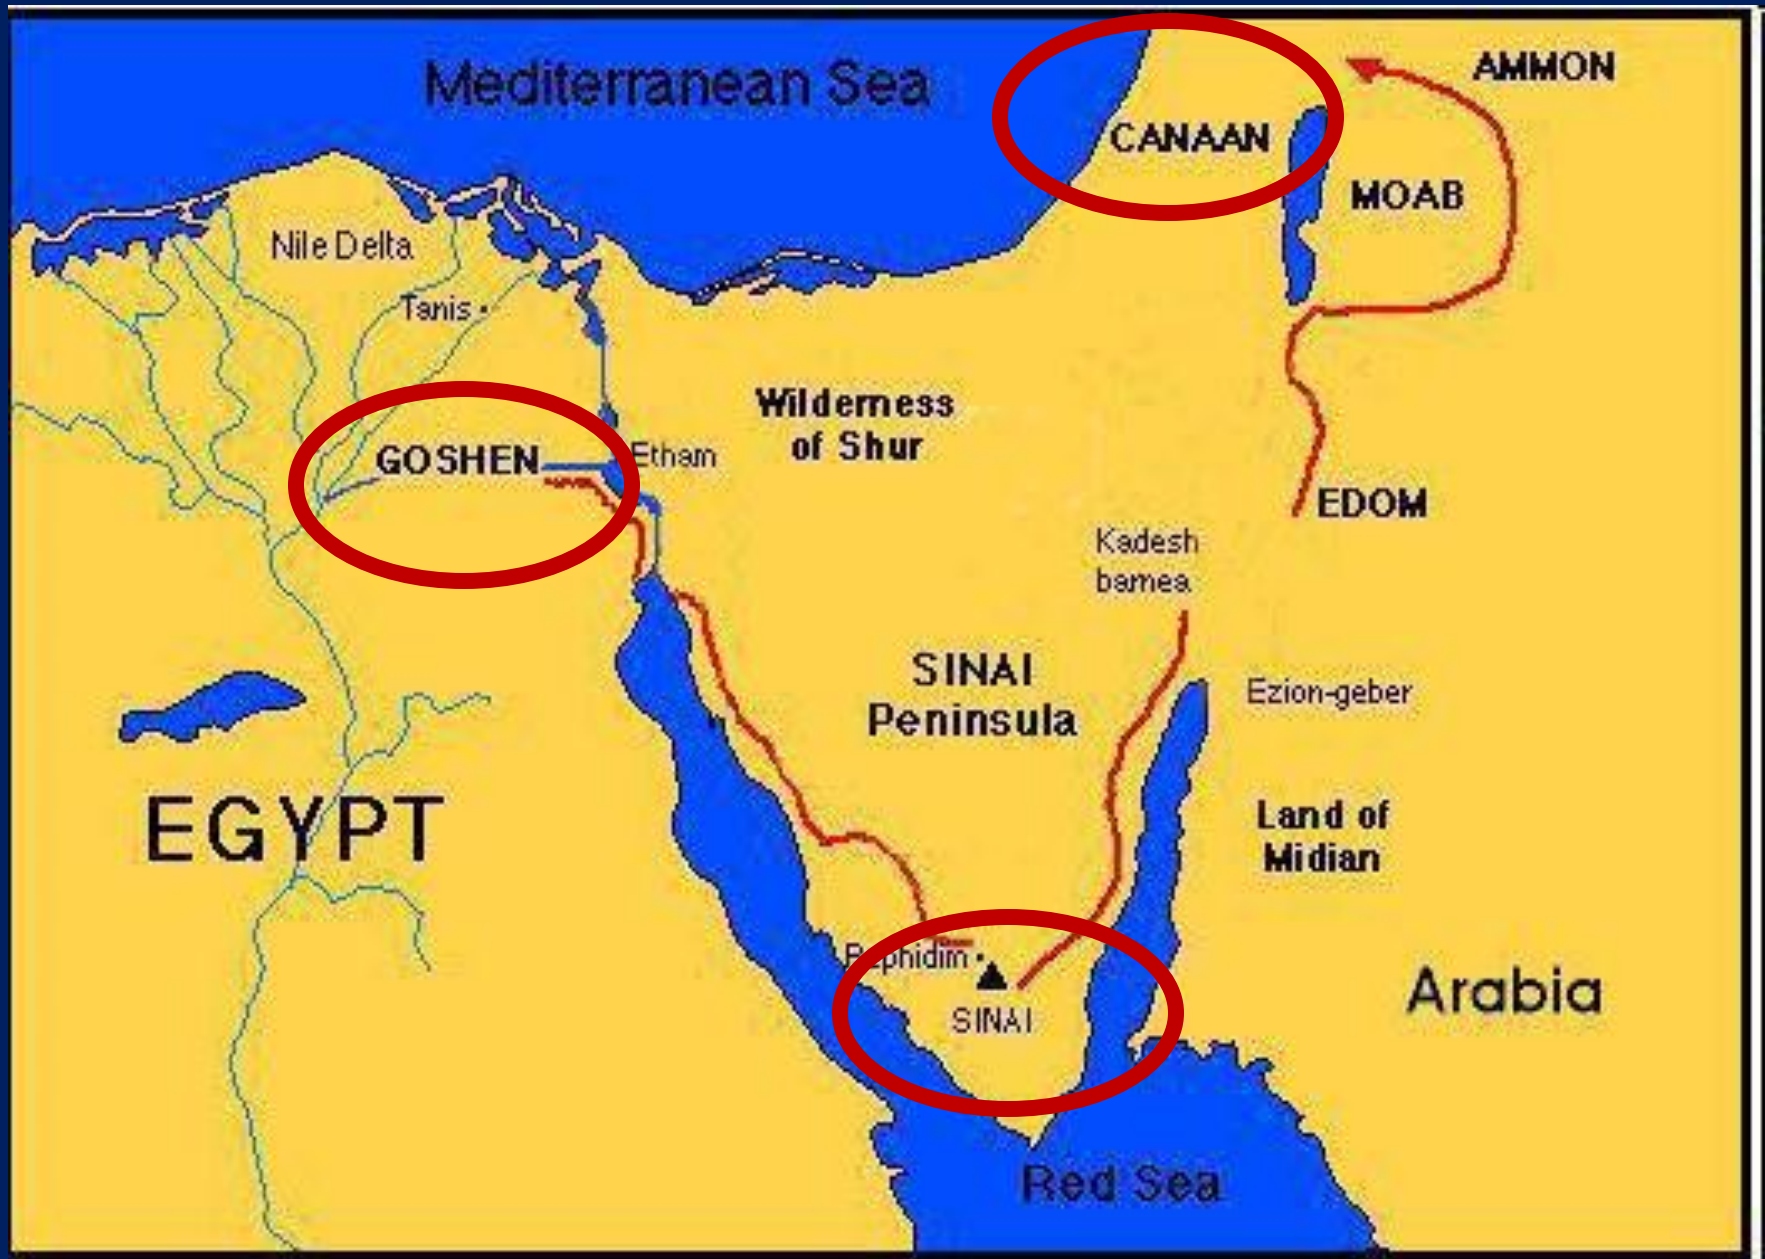 Mediterranean Sea
AMMON
CANAAN
MOAB
Nile Delta
Tanis
Wilderness
of Shur
GOSHEN
Etham
EDOM
Kadesh
barnea
SINAI
Peninsula
Ezion-geber
EGYPT
Land of
Midian
Rephidim
SINAI
Arabia
Red Sea